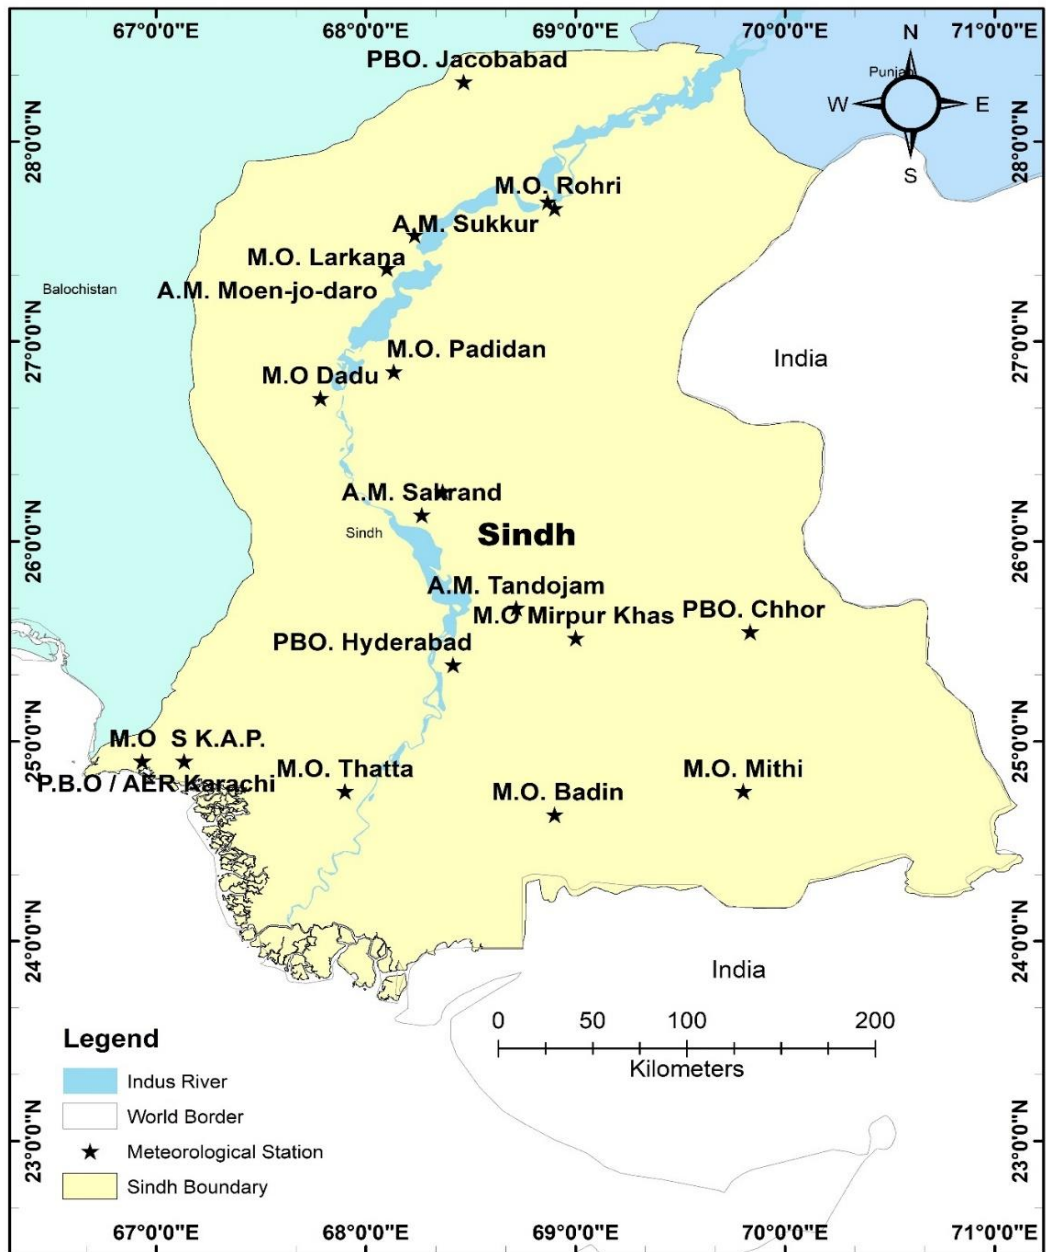 67°0'0"E 68°0'0"E 69°0'0"E 70°0'0"E 71°0'0"E
N
PBO. Jacobabad
Punjab
W E
28°0'0"N 28°0'0"N
S
M.O. Rohri
A.M. Sukkur
M.O. Larkana
Balochistan
A.M. Moen-jo-daro
27°0'0"N 27°0'0"N
M.O. Padidan
India
M.O Dadu
A.M. Sakrand
Sindh
Sindh
26°0'0"N 26°0'0"N
A.M. Tandojam
M.O Mirpur Khas
PBO. Chhor
PBO. Hyderabad
25°0'0"N 25°0'0"N
M.O S K.A.P.
P.B.O / AER Karachi
M.O. Thatta
M.O. Mithi
M.O. Badin
24°0'0"N 24°0'0"N
India
0 50 100 200
Kilometers
Legend
Indus River
World Border
Meteorological Station
Sindh Boundary
23°0'0"N 23°0'0"N
67°0'0"E 68°0'0"E 69°0'0"E 70°0'0"E 71°0'0"E